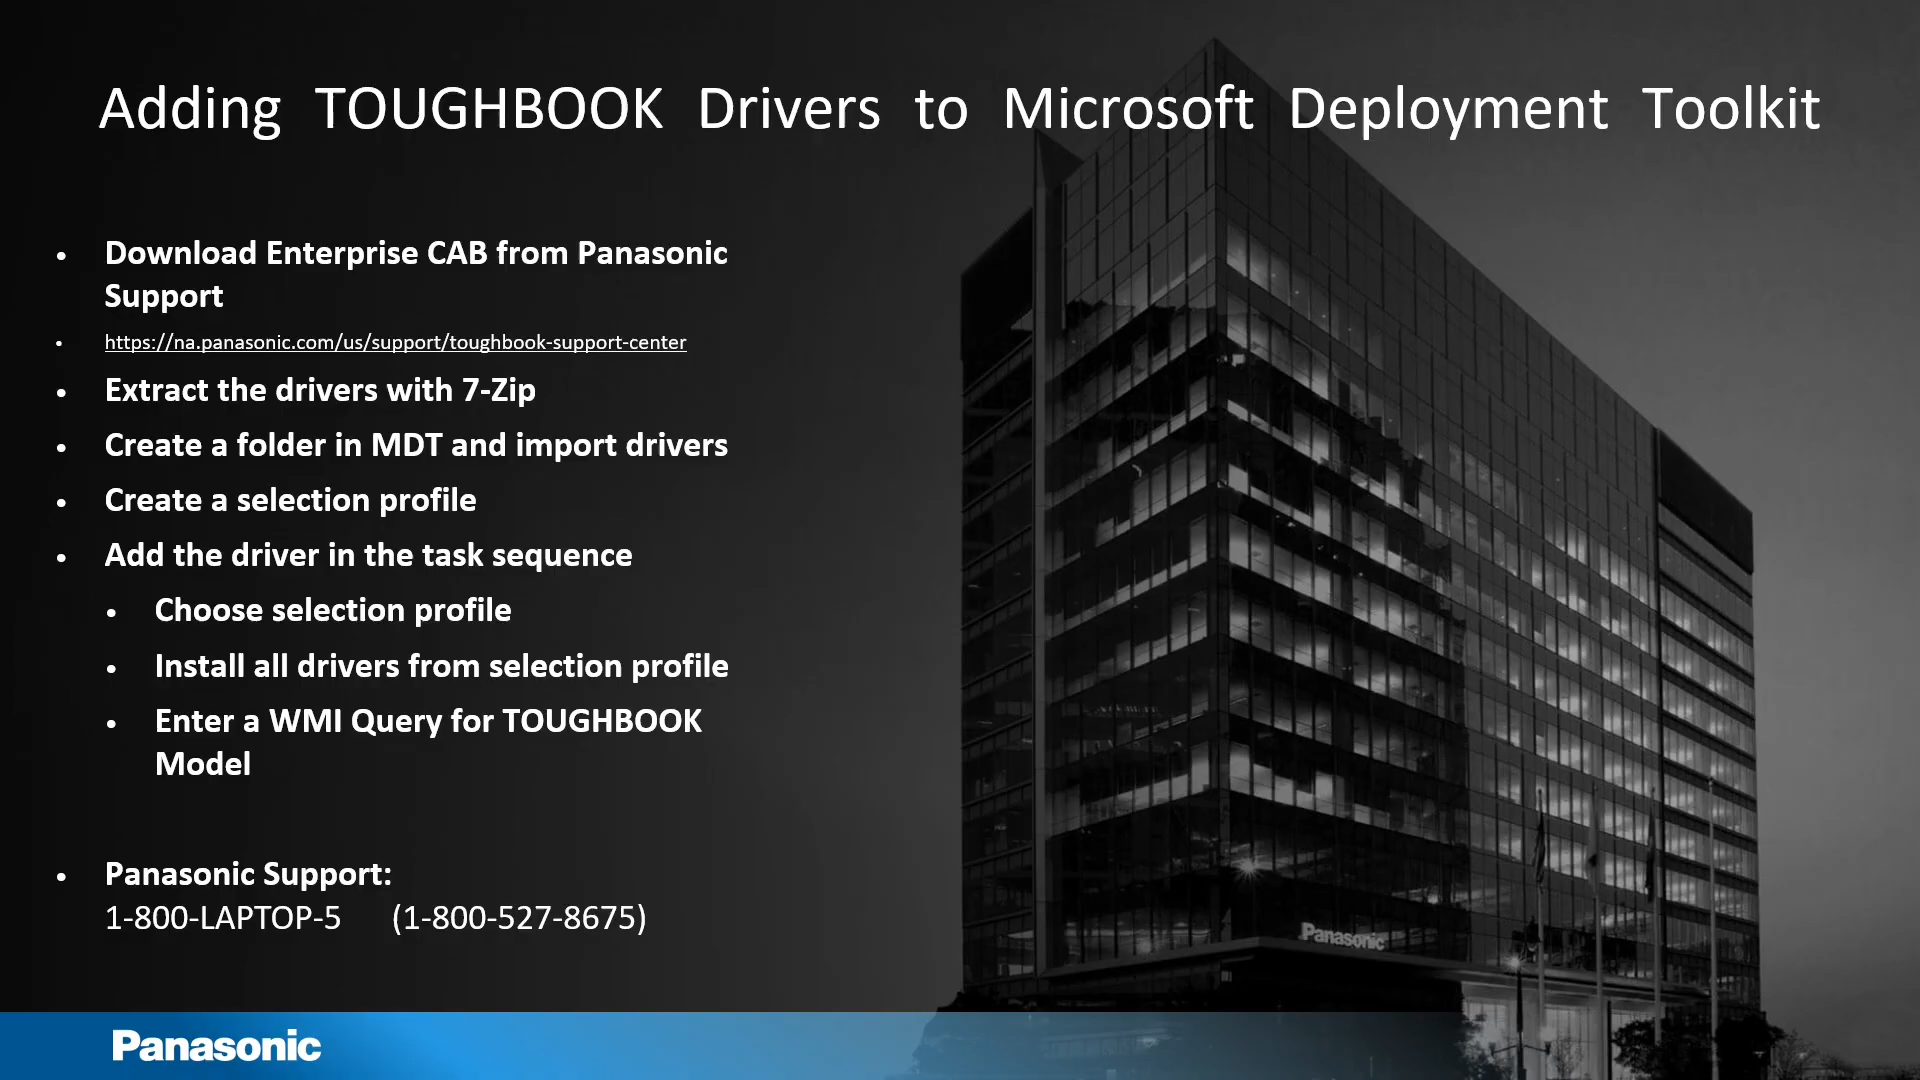 Adding TOUGHBOOK Drivers to Microsoft Deployment Toolkit
• Download Enterprise CAB from Panasonic
Support
• https://na.panasonic.com/us/support/toughbook-support-center
• Extract the drivers with 7-Zip
• Create a folder in MDT and import drivers
• Create a selection profile
• Add the driver in the task sequence
• Choose selection profile
• Install all drivers from selection profile
• Enter a WMI Query for TOUGHBOOK
Model
• Panasonic Support:
1-800-LAPTOP-5 (1-800-527-8675)
Panasonic
Panasonic